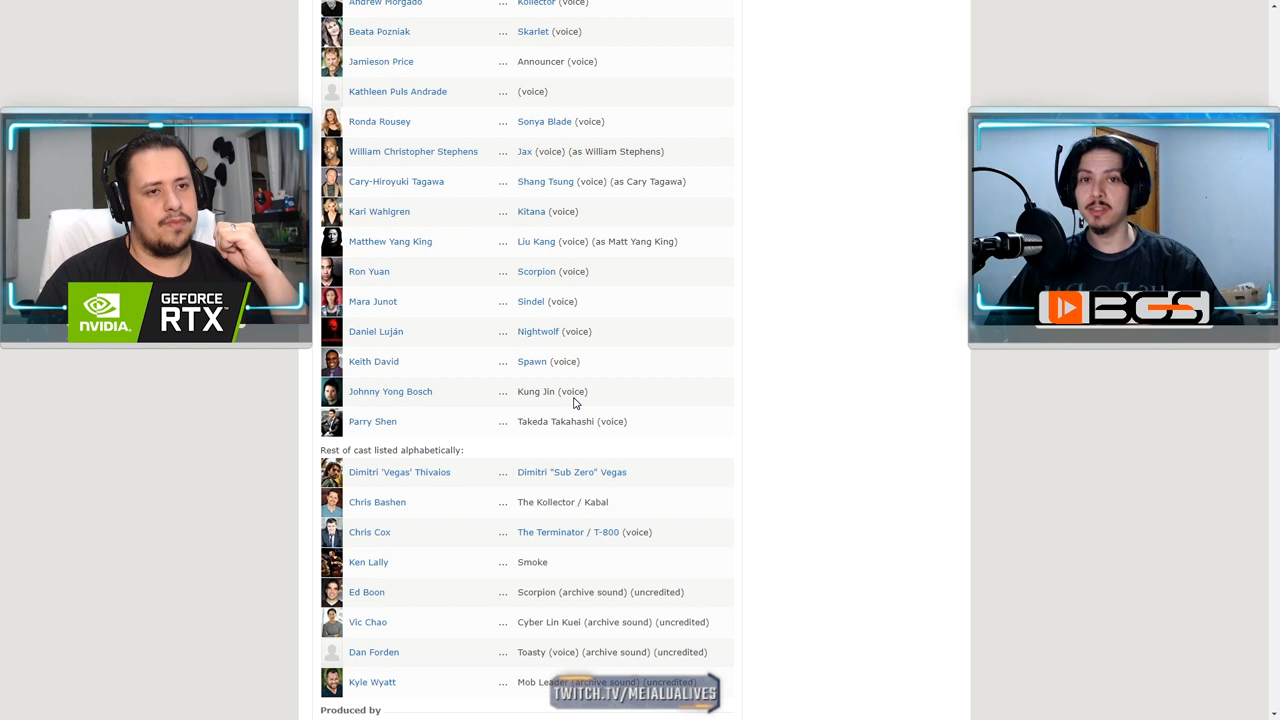 Andrew Morgado ... Kollector (voice)
Beata Pozniak ... Skarlet (voice)
Jamieson Price ... Announcer (voice)
Kathleen Puls Andrade ... (voice)
Ronda Rousey ... Sonya Blade (voice)
William Christopher Stephens ... Jax (voice) (as William Stephens)
Cary-Hiroyuki Tagawa ... Shang Tsung (voice) (as Cary Tagawa)
Kari Wahlgren ... Kitana (voice)
Matthew Yang King ... Liu Kang (voice) (as Matt Yang King)
Ron Yuan ... Scorpion (voice)
Mara Junot ... Sindel (voice)
Daniel Luján ... Nightwolf (voice)
Keith David ... Spawn (voice)
Johnny Yong Bosch ... Kung Jin (voice)
Parry Shen ... Takeda Takahashi (voice)
Rest of cast listed alphabetically:
Dimitri 'Vegas' Thivaios ... Dimitri "Sub Zero" Vegas
Chris Bashen ... The Kollector / Kabal
Chris Cox ... The Terminator / T-800 (voice)
Ken Lally ... Smoke
Ed Boon ... Scorpion (archive sound) (uncredited)
Vic Chao ... Cyber Lin Kuei (archive sound) (uncredited)
Dan Forden ... Toasty (voice) (archive sound) (uncredited)
Kyle Wyatt ... Mob Leader (archive sound) (uncredited)
TWITCH.TV/MEIALUALIVES
Produced by
NVIDIA.
GEFORCE
RTX™
BGS